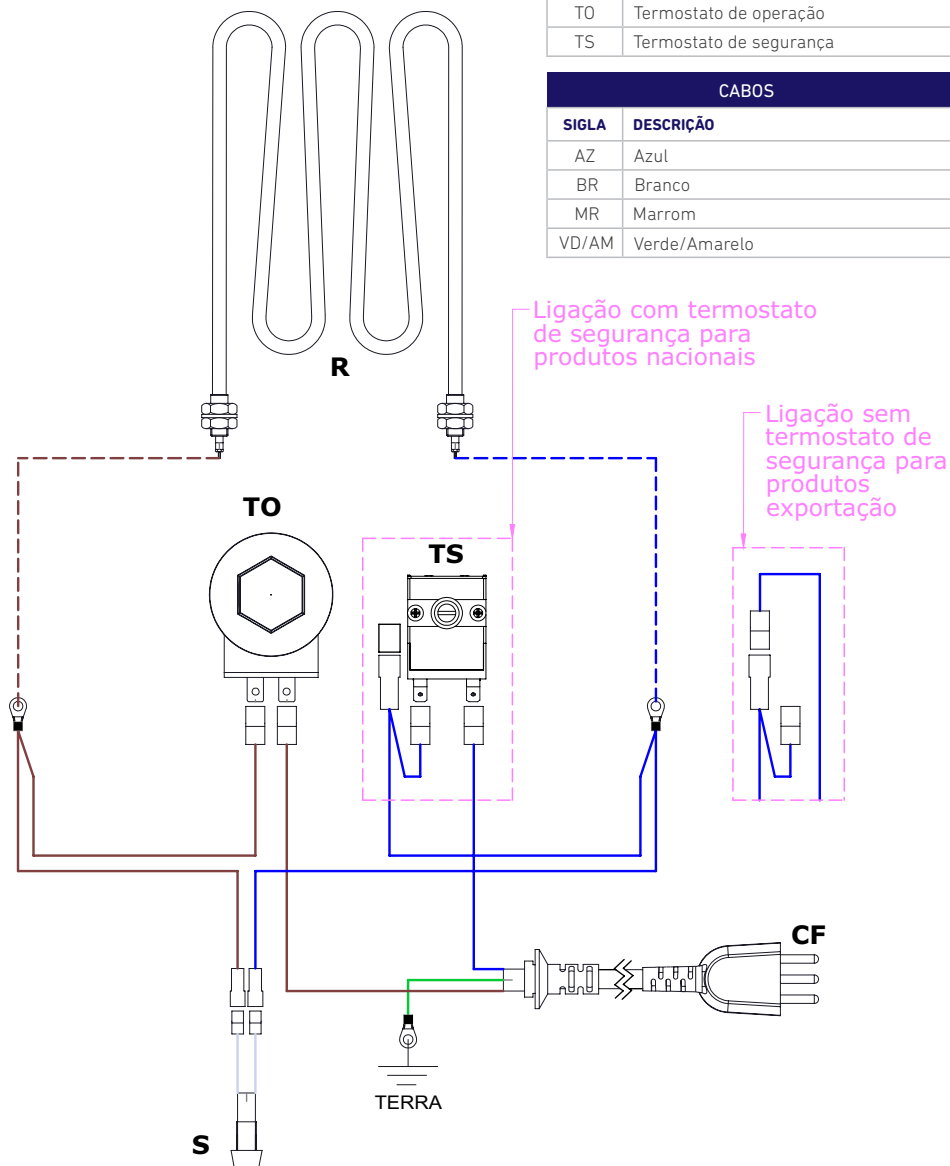 TO Termostato de operação
TS Termostato de segurança
CABOS
SIGLA DESCRIÇÃO
AZ Azul
BR Branco
MR Marrom
VD/AM Verde/Amarelo
Ligação com termostato
de segurança para
produtos nacionais
R
Ligação sem
termostato de
segurança para
produtos
exportação
TO
TS
CF
TERRA
S